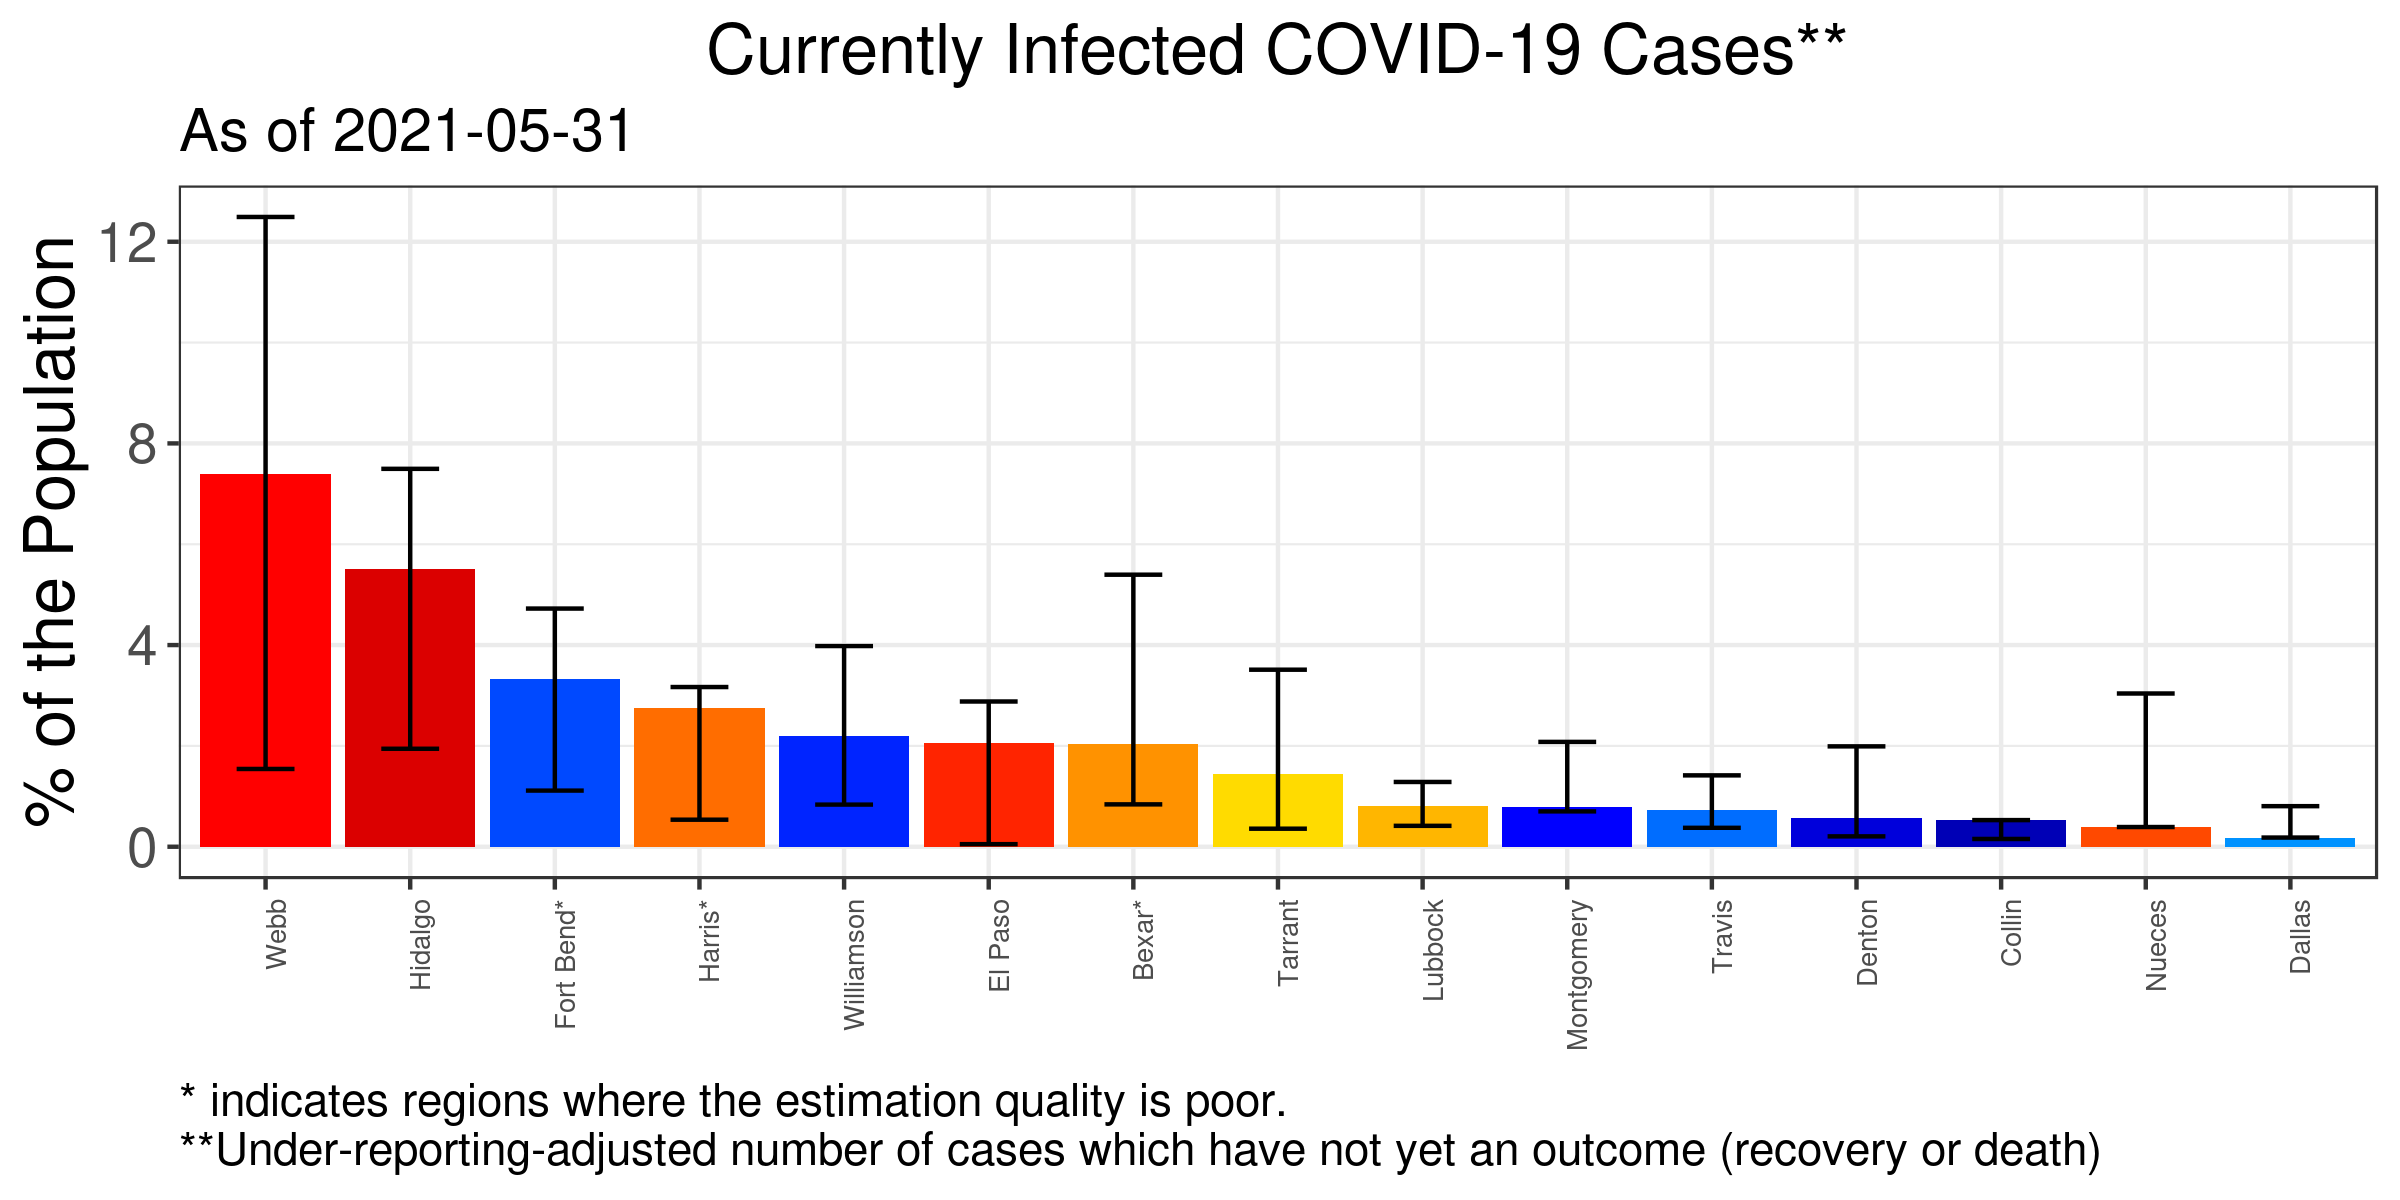 Currently Infected COVID-19 Cases**
As of 2021-05-31
% of the Population
12
8
4
0
Webb
Hidalgo
Fort Bend*
Harris*
Williamson
El Paso
Bexar*
Tarrant
Lubbock
Montgomery
Travis
Denton
Collin
Nueces
Dallas
* indicates regions where the estimation quality is poor.
**Under-reporting-adjusted number of cases which have not yet an outcome (recovery or death)